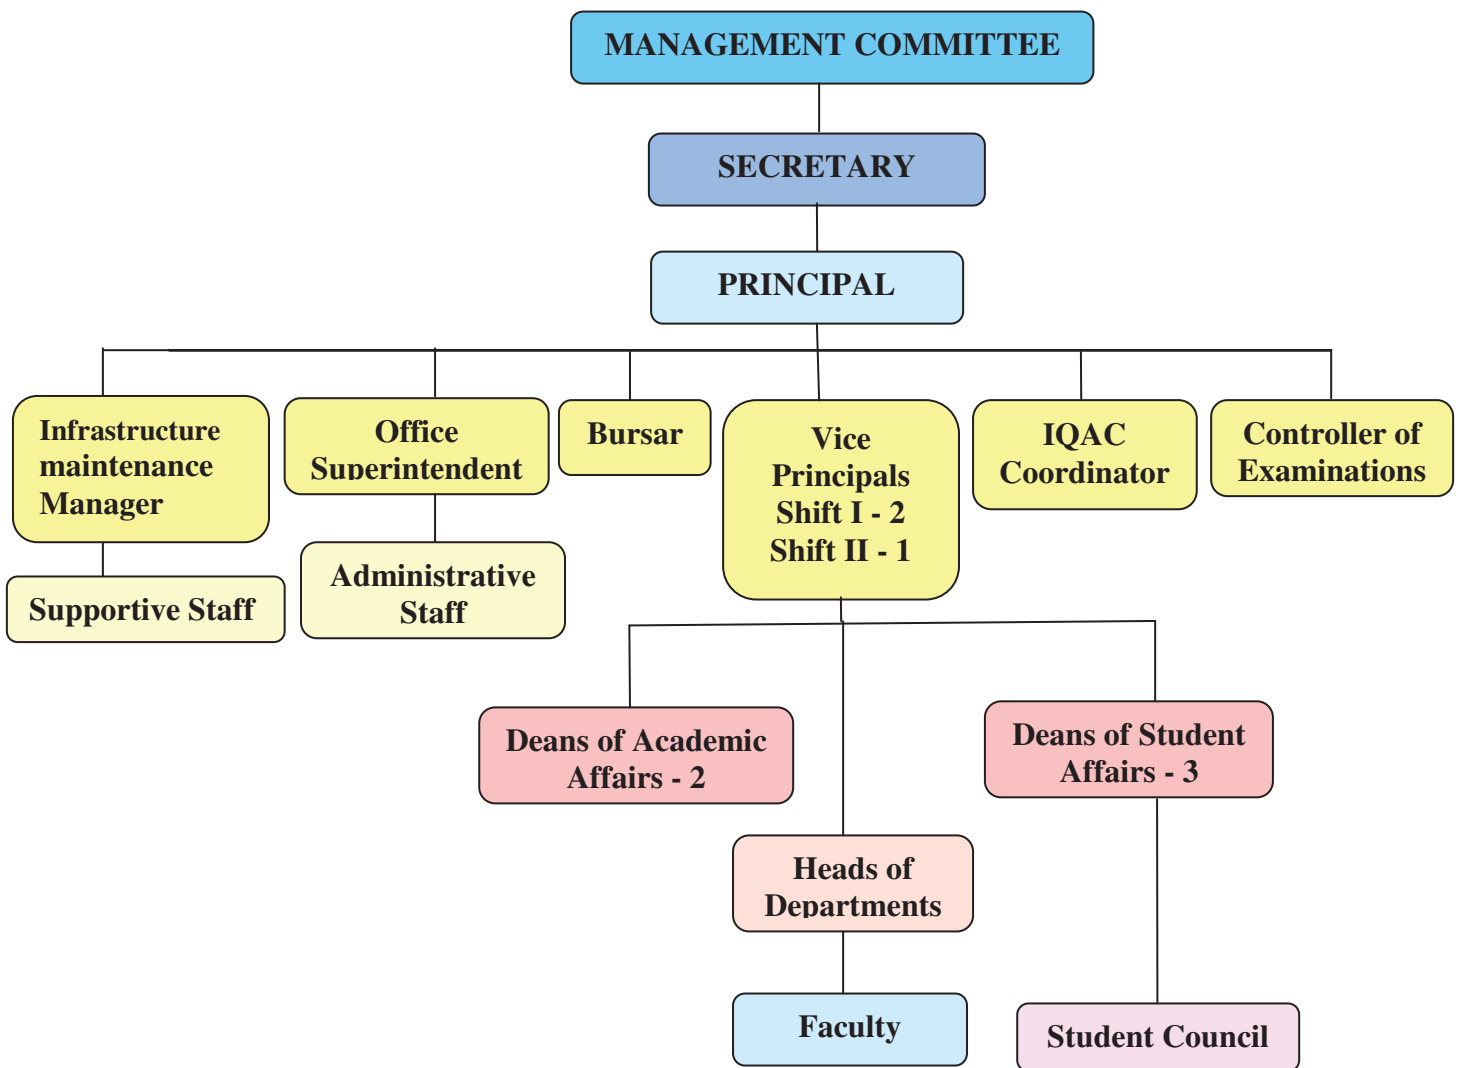 MANAGEMENT COMMITTEE
SECRETARY
PRINCIPAL
Infrastructure
maintenance
Manager
Office
Superintendent
Bursar
Vice
Principals
Shift I - 2
Shift II - 1
IQAC
Coordinator
Controller of
Examinations
Supportive Staff
Administrative
Staff
Deans of Academic
Affairs - 2
Deans of Student
Affairs - 3
Heads of
Departments
Faculty
Student Council